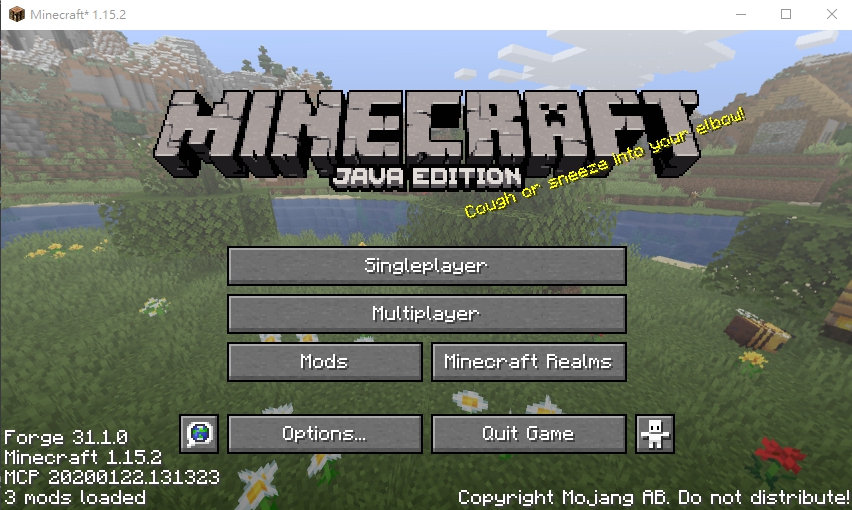 Minecraft* 1.15.2
MINECRAFT
JAVA EDITION
Cough or sneeze into your elbow!
Singleplayer
Multiplayer
Mods
Minecraft Realms
Options...
Quit Game
Forge 31.1.0
Minecraft 1.15.2
MCP 20200122.131323
3 mods loaded
Copyright Mojang AB. Do not distribute!